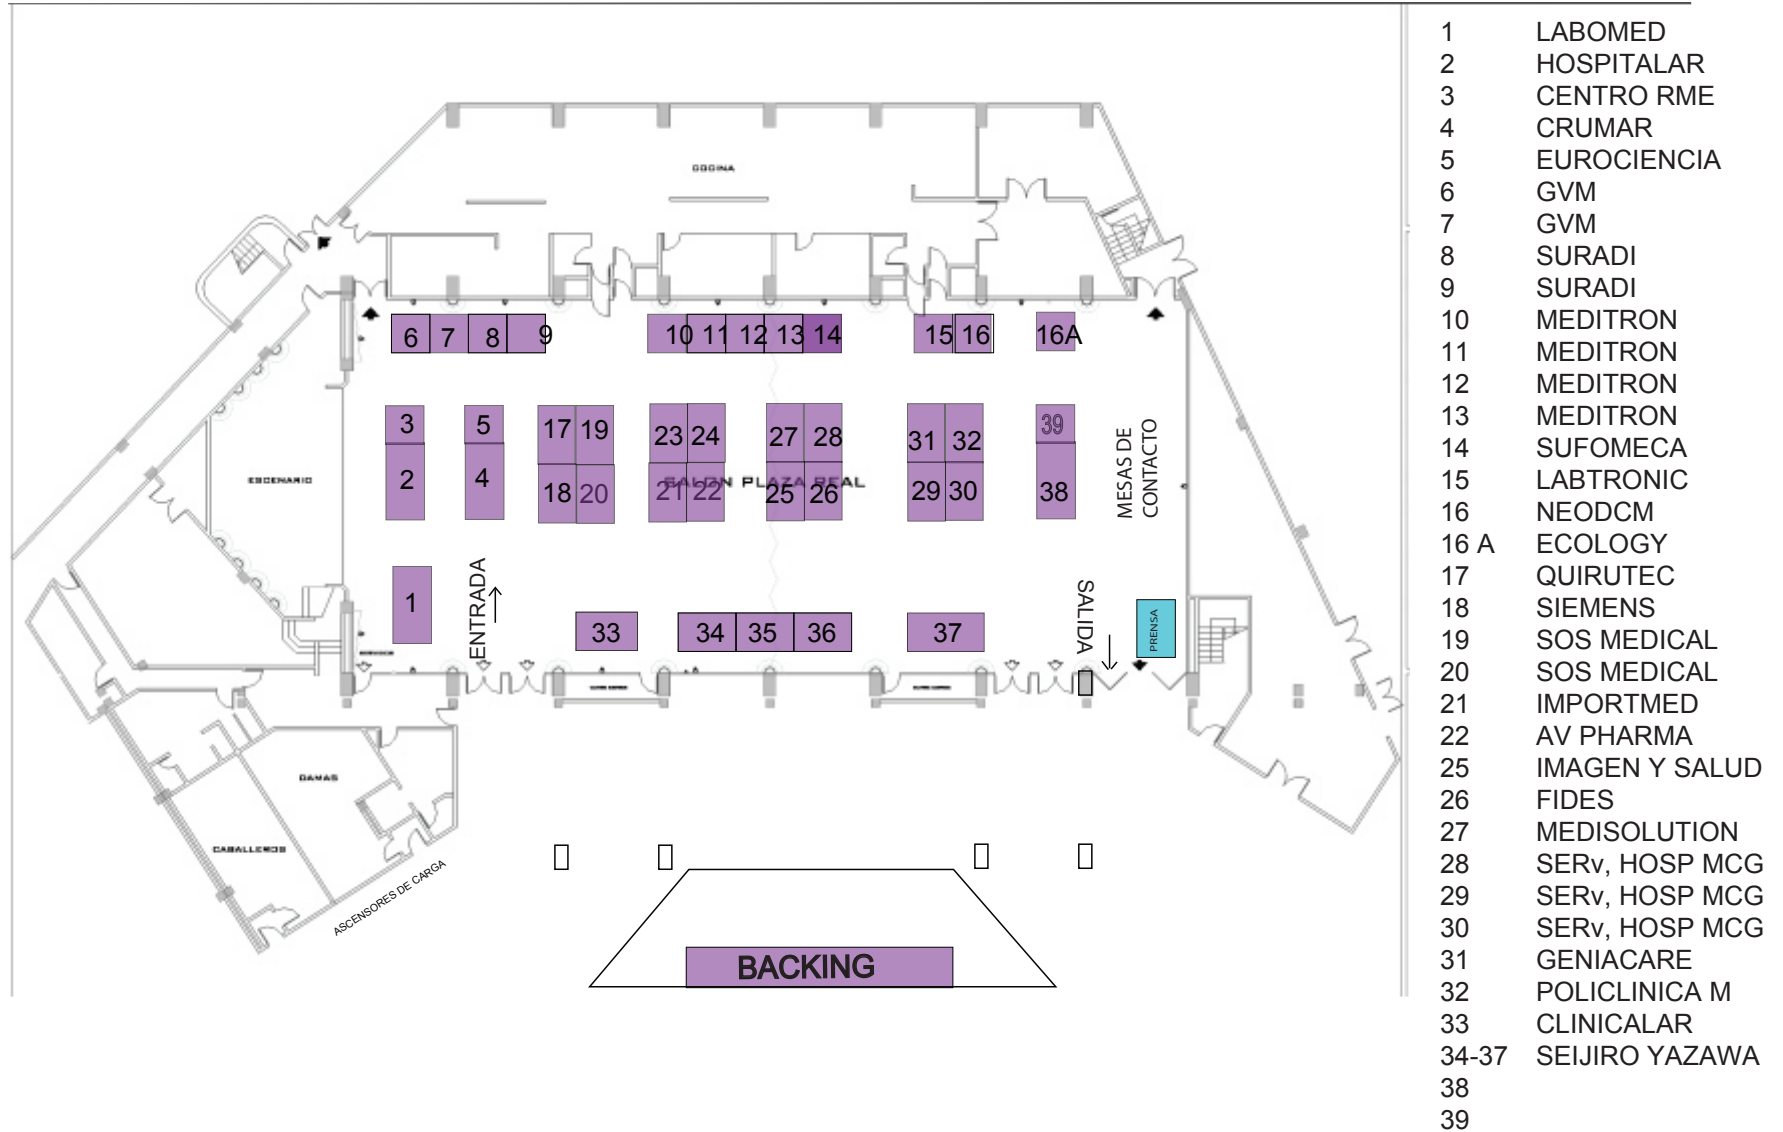 COCINA
6 7 8 9 10 11 12 13 14 15 16 16A
3 5 17 19 23 24 27 28 31 32 39
MESAS DE
CONTACTO
ESCENARIO
SALON PLAZA REAL
2 4 18 20 21 22 25 26 29 30 38
1
ENTRADA
33 34 35 36 37
SALIDA
PRENSA
DAMAS
CABALLEROS
ASCENSORES DE CARGA
BACKING
1 LABOMED
2 HOSPITALAR
3 CENTRO RME
4 CRUMAR
5 EUROCIENCIA
6 GVM
7 GVM
8 SURADI
9 SURADI
10 MEDITRON
11 MEDITRON
12 MEDITRON
13 MEDITRON
14 SUFOMECA
15 LABTRONIC
16 NEODCM
16 A ECOLOGY
17 QUIRUTEC
18 SIEMENS
19 SOS MEDICAL
20 SOS MEDICAL
21 IMPORTMED
22 AV PHARMA
25 IMAGEN Y SALUD
26 FIDES
27 MEDISOLUTION
28 SERv, HOSP MCG
29 SERv, HOSP MCG
30 SERv, HOSP MCG
31 GENIACARE
32 POLICLINICA M
33 CLINICALAR
34-37 SEIJIRO YAZAWA
38
39